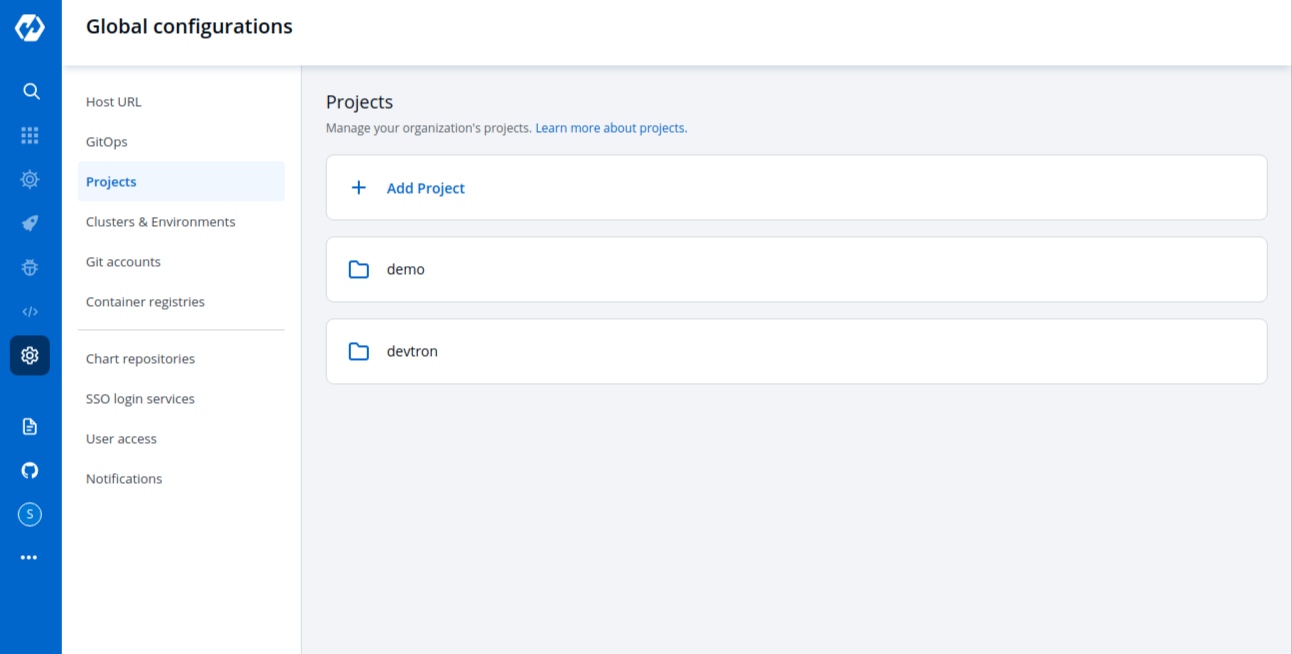 Global configurations
Host URL
GitOps
Projects
Clusters & Environments
Git accounts
Container registries
Chart repositories
SSO login services
User access
Notifications
S
Projects
Manage your organization's projects. Learn more about projects.
Add Project
demo
devtron